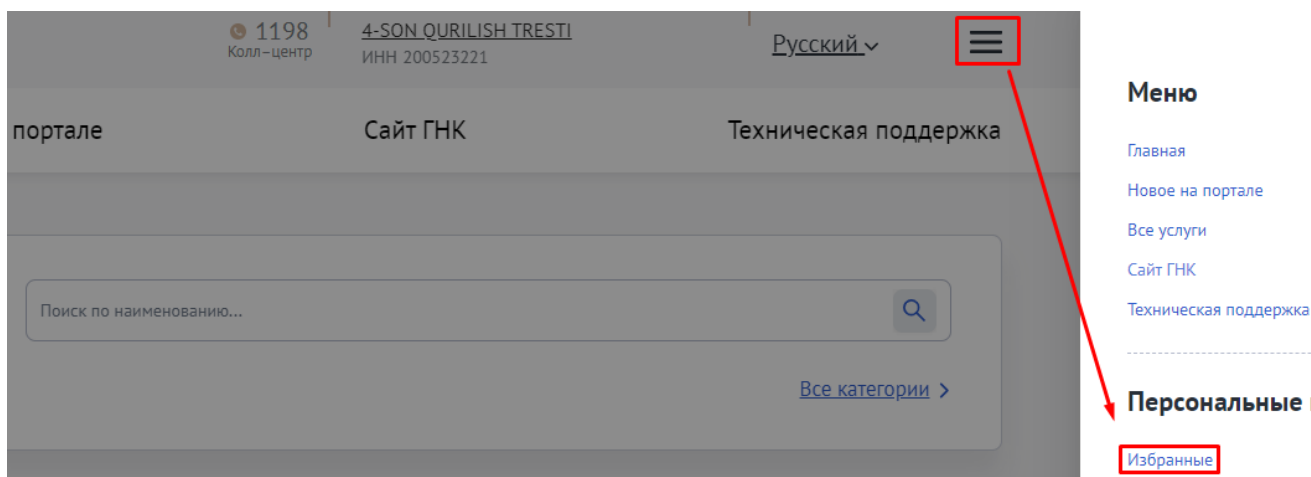 1198
Колл-центр
4-SON QURILISH TRESTI
ИНН 200523221
Русский
портале
Сайт ГНК
Техническая поддержка
Поиск по наименованию...
Все категории
Меню
Главная
Новое на портале
Все услуги
Сайт ГНК
Техническая поддержка
Персональные
Избранные